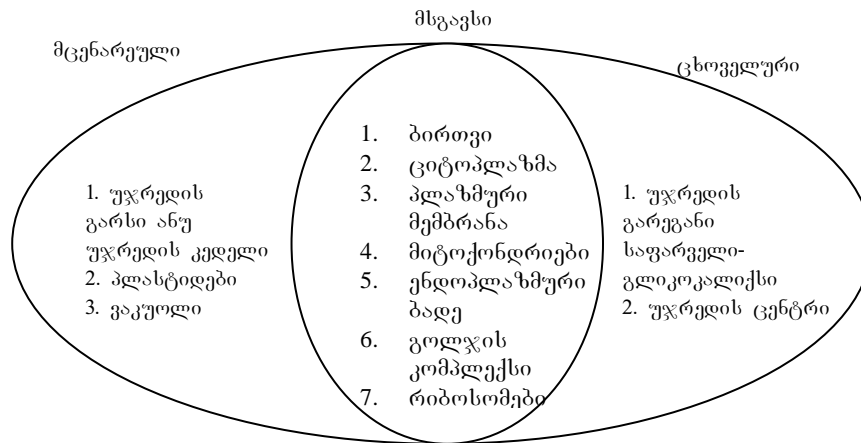 მსგავსი
მცენარეული
ცხოველური
1. უჯრედის
გარსი ანუ
უჯრედის კედელი
2. პლასტიდები
3. ვაკუოლი
1. ბირთვი
2. ციტოპლაზმა
3. პლაზმური
მემბრანა
4. მიტოქონდრიები
5. ენდოპლაზმური
ბადე
6. გოლჯის
კომპლექსი
7. რიბოსომები
1. უჯრედის
გარეგანი
საფარველი-
გლიკოკალიქსი
2. უჯრედის ცენტრი